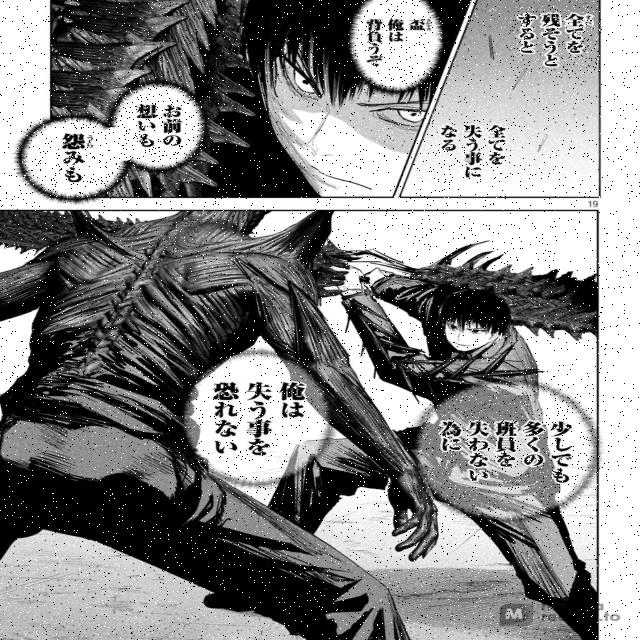 全てを
残そうと
すると
全てを
失う事に
なる
盃
俺は
背負うぞ
お前の
想いも
怨みも
19
少しでも
多くの
班員を
失わない
為に
俺は
失う事を
恐れない